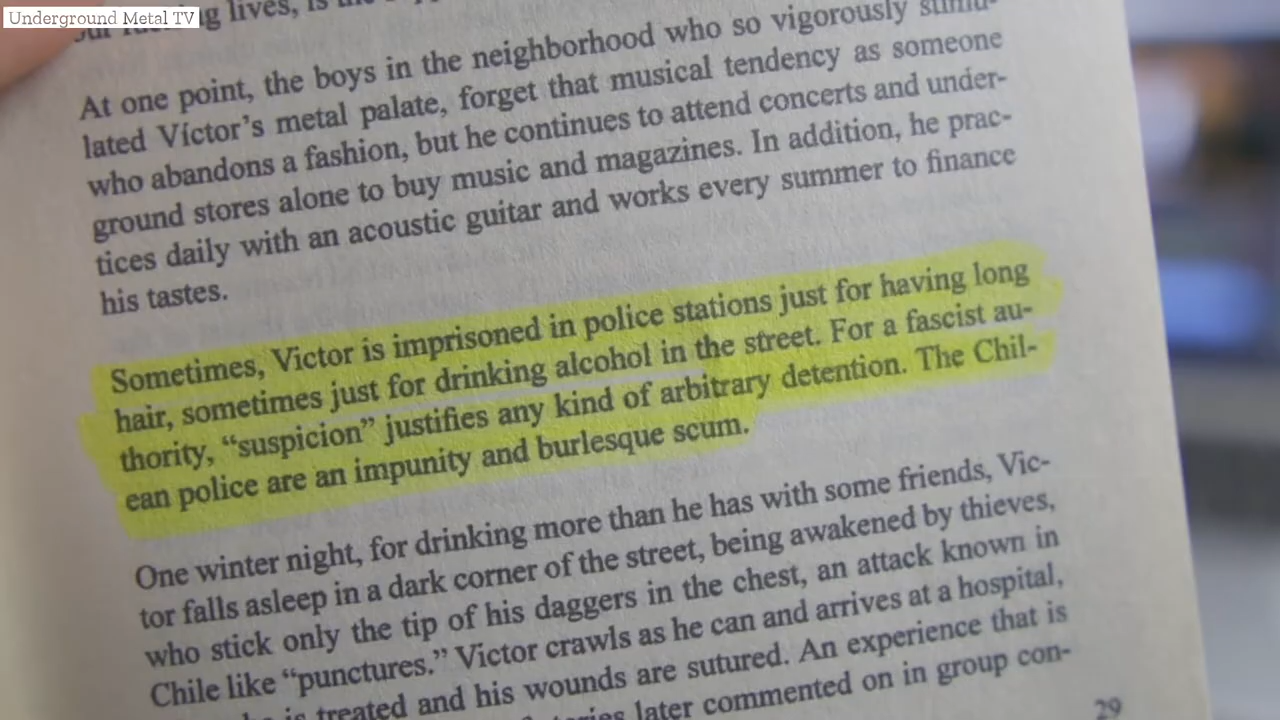 Underground Metal TV
lives, is
At one point, the boys in the neighborhood who so vigorously stimu-
lated Víctor's metal palate, forget that musical tendency as someone
who abandons a fashion, but he continues to attend concerts and under-
ground stores alone to buy music and magazines. In addition, he prac-
tices daily with an acoustic guitar and works every summer to finance
his tastes.
Sometimes, Victor is imprisoned in police stations just for having long
hair, sometimes just for drinking alcohol in the street. For a fascist au-
thority, “suspicion” justifies any kind of arbitrary detention. The Chil-
ean police are an impunity and burlesque scum.
One winter night, for drinking more than he has with some friends, Vic-
tor falls asleep in a dark corner of the street, being awakened by thieves,
who stick only the tip of his daggers in the chest, an attack known in
Chile like “punctures.” Victor crawls as he can and arrives at a hospital,
he is treated and his wounds are sutured. An experience that is
later commented on in group con-
29